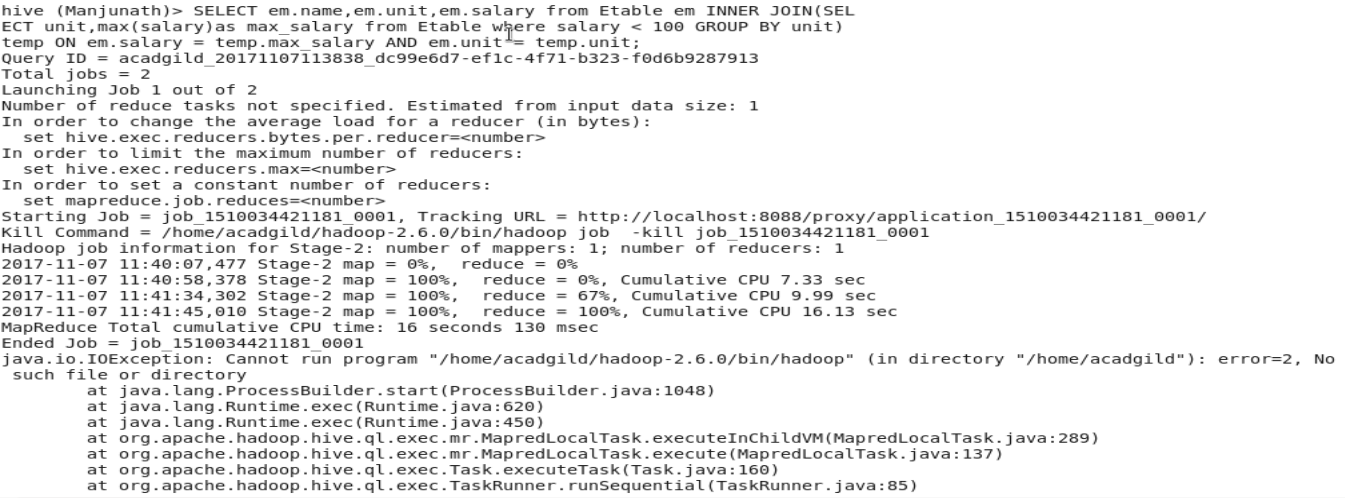 hive (Manjunath)> SELECT em.name,em.unit,em.salary from Etable em INNER JOIN(SEL
ECT unit,max(salary)as max_salary from Etable where salary < 100 GROUP BY unit)
temp ON em.salary = temp.max_salary AND em.unit = temp.unit;
Query ID = acadgild_20171107113838_dc99e6d7-ef1c-4f71-b323-f0d6b9287913
Total jobs = 2
Launching Job 1 out of 2
Number of reduce tasks not specified. Estimated from input data size: 1
In order to change the average load for a reducer (in bytes):
  set hive.exec.reducers.bytes.per.reducer=<number>
In order to limit the maximum number of reducers:
  set hive.exec.reducers.max=<number>
In order to set a constant number of reducers:
  set mapreduce.job.reduces=<number>
Starting Job = job_1510034421181_0001, Tracking URL = http://localhost:8088/proxy/application_1510034421181_0001/
Kill Command = /home/acadgild/hadoop-2.6.0/bin/hadoop job  -kill job_1510034421181_0001
Hadoop job information for Stage-2: number of mappers: 1; number of reducers: 1
2017-11-07 11:40:07,477 Stage-2 map = 0%,  reduce = 0%
2017-11-07 11:40:58,378 Stage-2 map = 100%,  reduce = 0%, Cumulative CPU 7.33 sec
2017-11-07 11:41:34,302 Stage-2 map = 100%,  reduce = 67%, Cumulative CPU 9.99 sec
2017-11-07 11:41:45,010 Stage-2 map = 100%,  reduce = 100%, Cumulative CPU 16.13 sec
MapReduce Total cumulative CPU time: 16 seconds 130 msec
Ended Job = job_1510034421181_0001
java.io.IOException: Cannot run program "/home/acadgild/hadoop-2.6.0/bin/hadoop" (in directory "/home/acadgild"): error=2, No
 such file or directory
        at java.lang.ProcessBuilder.start(ProcessBuilder.java:1048)
        at java.lang.Runtime.exec(Runtime.java:620)
        at java.lang.Runtime.exec(Runtime.java:450)
        at org.apache.hadoop.hive.ql.exec.mr.MapredLocalTask.executeInChildVM(MapredLocalTask.java:289)
        at org.apache.hadoop.hive.ql.exec.mr.MapredLocalTask.execute(MapredLocalTask.java:137)
        at org.apache.hadoop.hive.ql.exec.Task.executeTask(Task.java:160)
        at org.apache.hadoop.hive.ql.exec.TaskRunner.runSequential(TaskRunner.java:85)